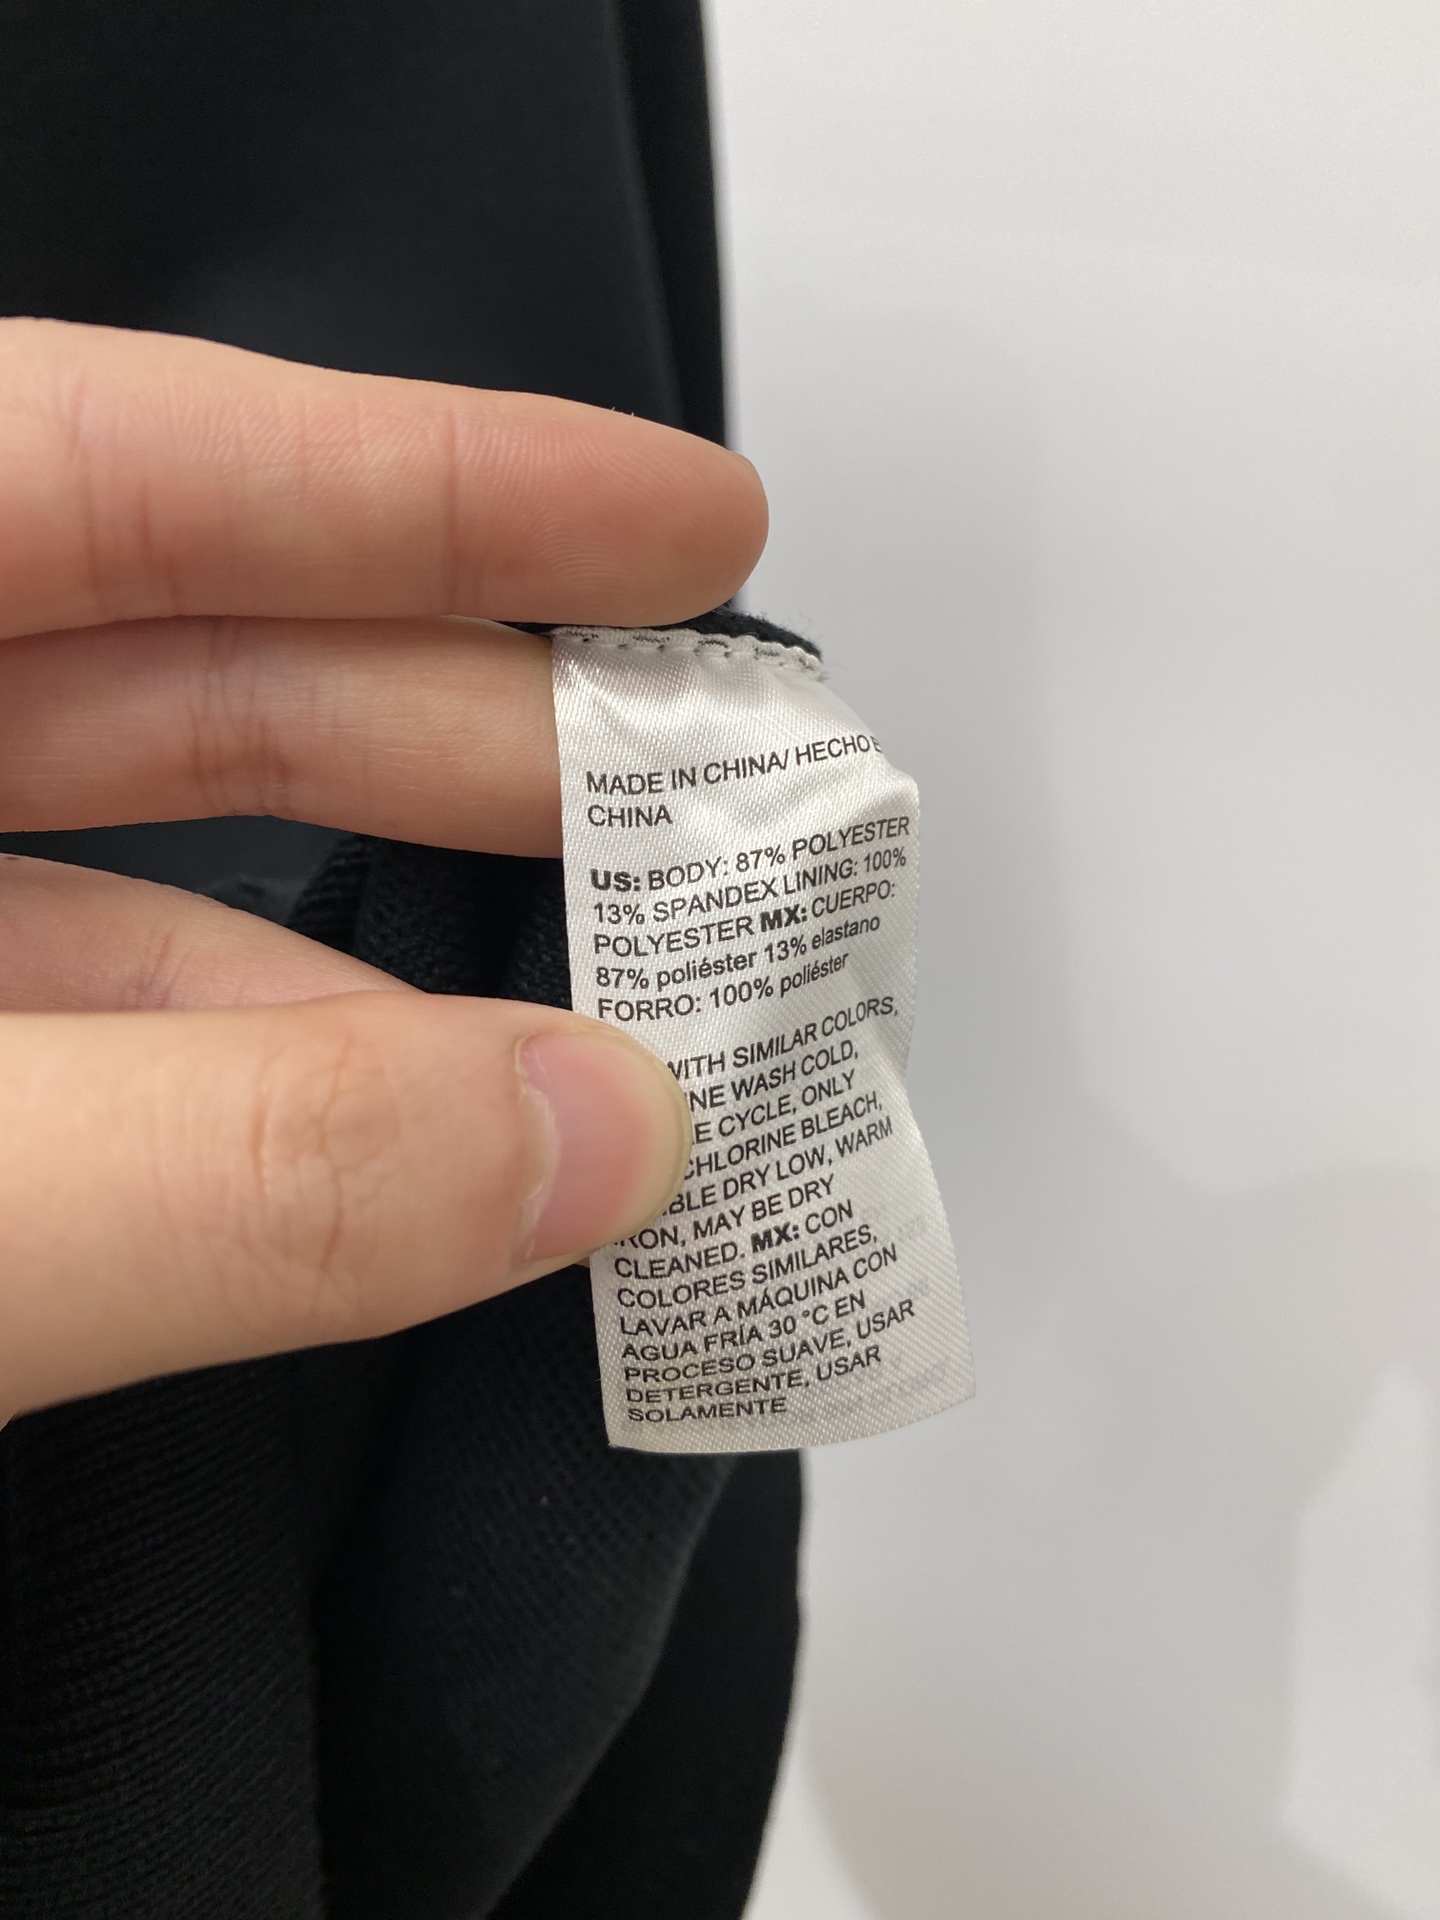 MADE IN CHINA/ HECHO
CHINA
US: BODY: 87% POLYESTER
13% SPANDEX LINING: 100%
POLYESTER MX: CUERPO:
87% poliéster 13% elastano
FORRO: 100% poliéster
WITH SIMILAR COLORS,
WASH COLD,
CYCLE, ONLY
CHLORINE BLEACH,
DRY LOW, WARM
IRON, MAY BE DRY
CLEANED. MX: CON
COLORES SIMILARES,
LAVAR A MÁQUINA CON
AGUA FRÍA 30 °C EN
PROCESO SUAVE, USAR
DETERGENTE, USAR
SOLAMENTE